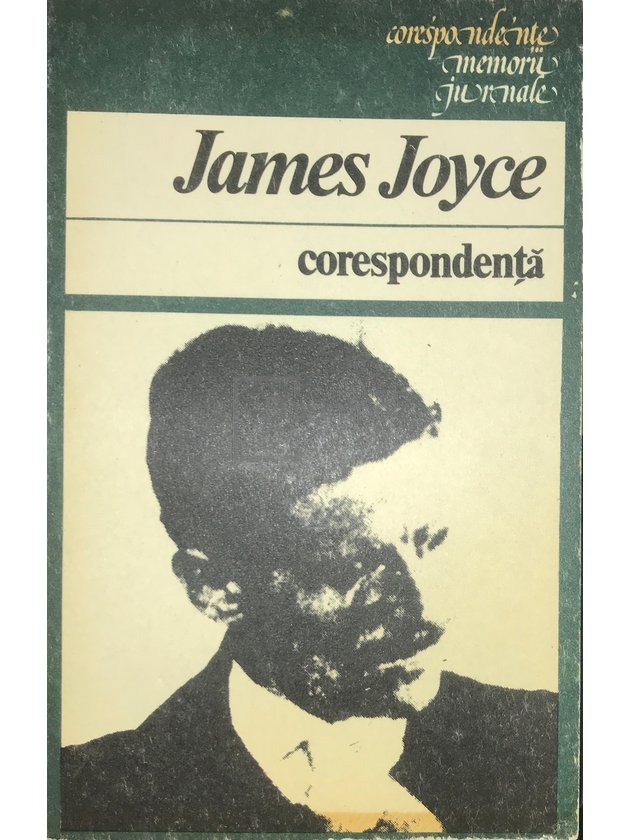 corespondențe
memorii
jurnale
James Joyce
corespondență